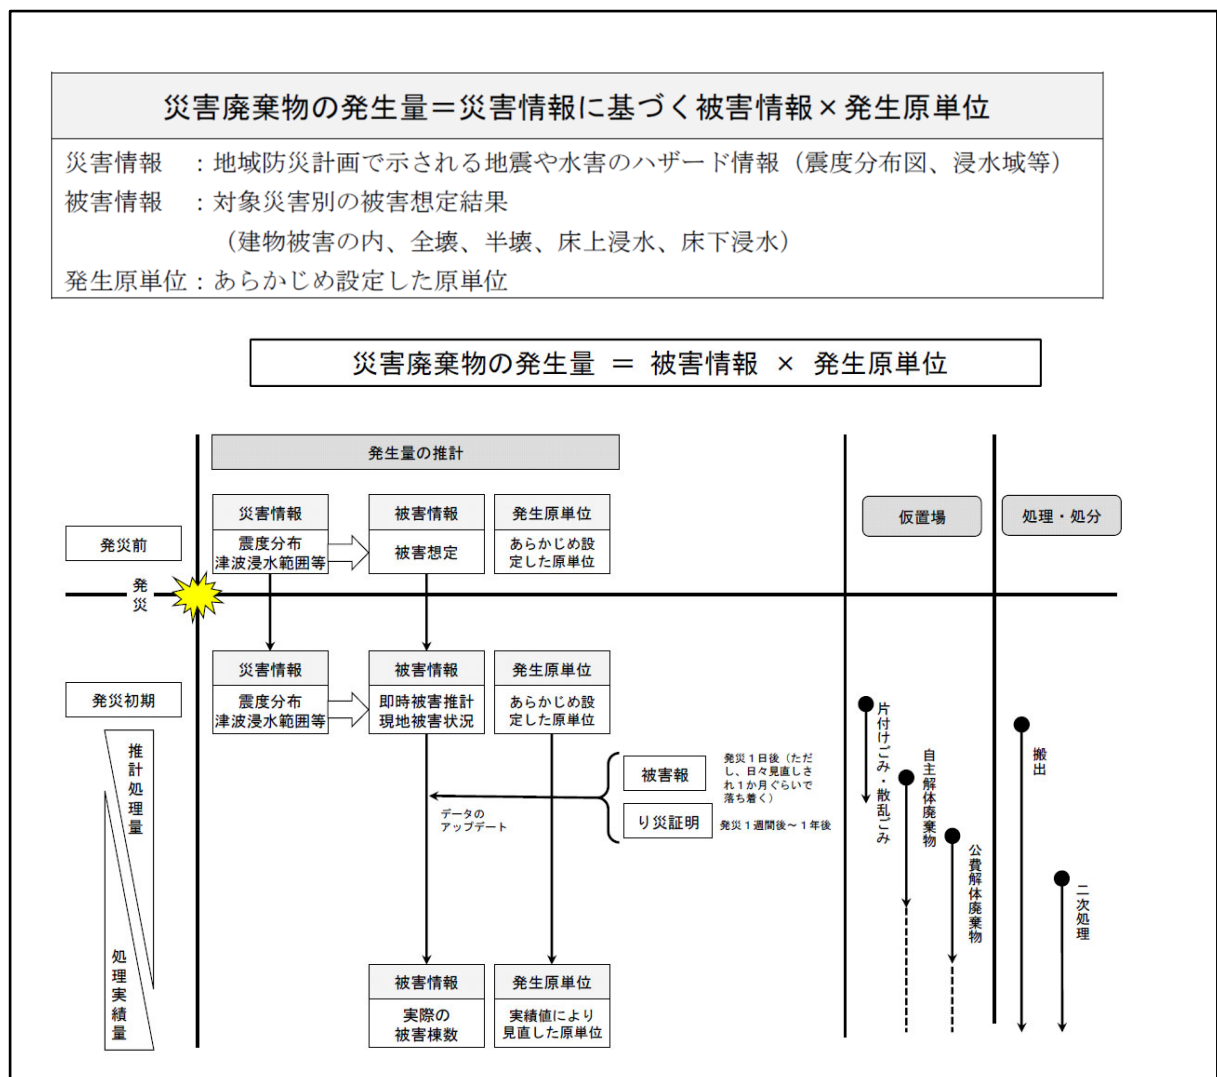 災害廃棄物の発生量＝災害情報に基づく被害情報×発生原単位
災害情報　：地域防災計画で示される地震や水害のハザード情報（震度分布図、浸水域等）
被害情報　：対象災害別の被害想定結果
（建物被害の内、全壊、半壊、床上浸水、床下浸水）
発生原単位：あらかじめ設定した原単位
災害廃棄物の発生量 ＝ 被害情報 × 発生原単位
発生量の推計
仮置場
処理・処分
発災前
災害情報
震度分布
津波浸水範囲等
被害情報
被害想定
発生原単位
あらかじめ設
定した原単位
発災
発災初期
災害情報
震度分布
津波浸水範囲等
被害情報
即時被害推計
現地被害状況
発生原単位
あらかじめ設
定した原単位
推計処理量
処理実績量
データの
アップデート
被害報
発災１日後（ただ
し、日々見直しさ
れ１か月ぐらいで
落ち着く）
り災証明
発災１週間後～１年後
被害情報
実際の
被害棟数
発生原単位
実績値により
見直した原単位
片付けごみ・散乱ごみ
自主解体廃棄物
公費解体廃棄物
搬出
二次処理